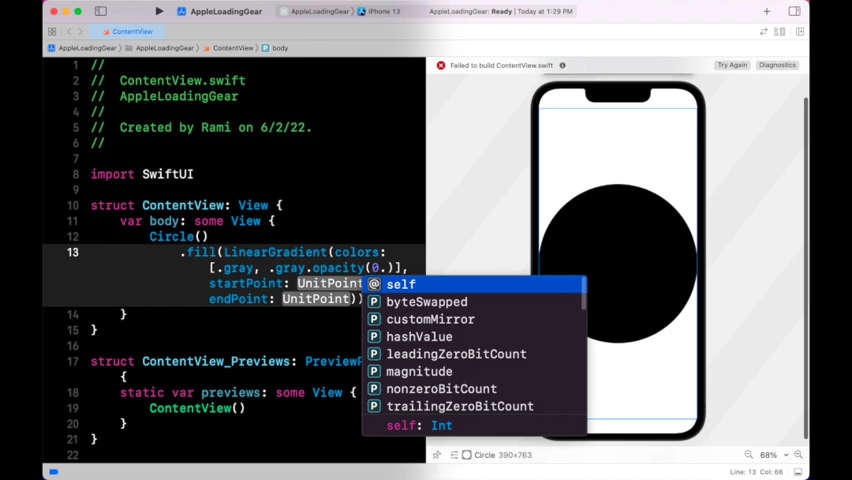 AppleLoadingGear
AppleLoadingGear
iPhone 13
AppleLoadingGear: Ready | Today at 1:29 PM
ContentView
AppleLoadingGear
AppleLoadingGear
ContentView
P
body
1
//
2
// ContentView.swift
3
// AppleLoadingGear
4
//
5
// Created by Rami on 6/2/22.
6
//
7
8
import SwiftUI
9
10
struct ContentView: View {
11
var body: some View {
12
Circle()
13
.fill(LinearGradient(colors:
[.gray, .gray.opacity(0.)],
startPoint: UnitPoint
endPoint: UnitPoint))
14
}
15
}
16
17
struct ContentView_Previews: PreviewP
{
18
static var previews: some View {
19
ContentView()
20
}
21
}
22
@ self
P byteSwapped
P customMirror
P hashValue
P leadingZeroBitCount
P magnitude
P nonzeroBitCount
P trailingZeroBitCount
self: Int
Failed to build ContentView.swift
Try Again
Diagnostics
Circle 390×763
68%
Line: 13 Col: 66